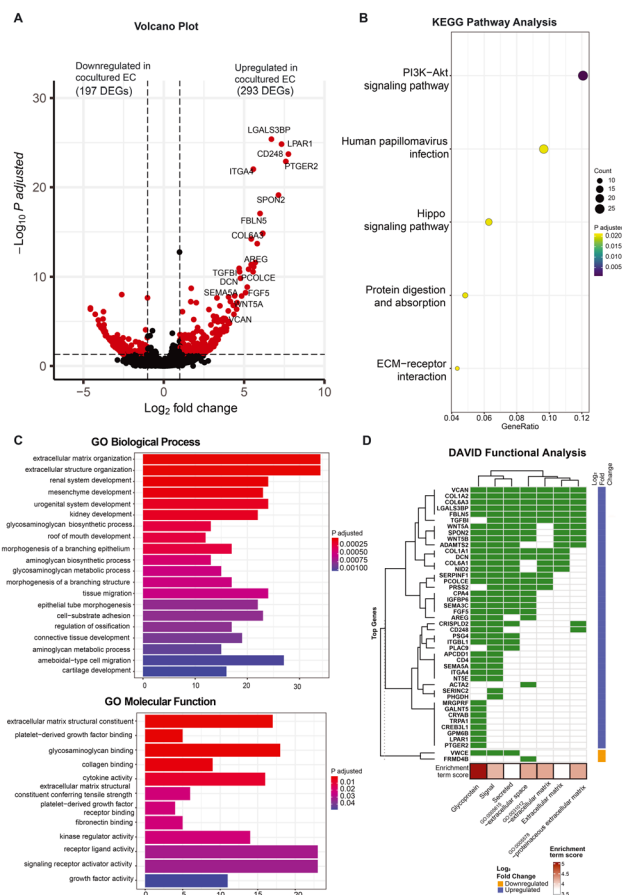 A
Volcano Plot
Downregulated in
cocultured EC
(197 DEGs)
Upregulated in
cocultured EC
(293 DEGs)
30
20
10
0
−Log10 P adjusted
LGALS3BP
LPAR1
CD248
PTGER2
ITGA4
SPON2
FBLN5
COL6A3
AREG
TGFBI
PCOLCE
DCN
SEMA5A
FGF5
WNT5A
VCAN
−5
0
5
10
Log2 fold change
B
KEGG Pathway Analysis
PI3K−Akt
signaling pathway
Human papillomavirus
infection
Hippo
signaling pathway
Protein digestion
and absorption
ECM−receptor
interaction
0.04
0.06
0.08
0.10
0.12
GeneRatio
Count
10
15
20
25
P adjusted
0.020
0.015
0.010
0.005
C
GO Biological Process
extracellular matrix organization
extracellular structure organization
renal system development
mesenchyme development
urogenital system development
kidney development
glycosaminoglycan biosynthetic process
roof of mouth development
morphogenesis of a branching epithelium
aminoglycan biosynthetic process
glycosaminoglycan metabolic process
morphogenesis of a branching structure
tissue migration
epithelial tube morphogenesis
cell−substrate adhesion
regulation of ossification
connective tissue development
aminoglycan metabolic process
ameboidal−type cell migration
cartilage development
0
10
20
30
P adjusted
0.00025
0.00050
0.00075
0.00100
GO Molecular Function
extracellular matrix structural constituent
platelet−derived growth factor binding
glycosaminoglycan binding
collagen binding
cytokine activity
extracellular matrix structural
constituent conferring tensile strength
platelet−derived growth factor
receptor binding
fibronectin binding
kinase regulator activity
receptor ligand activity
signaling receptor activator activity
growth factor activity
0
5
10
15
20
P adjusted
0.01
0.02
0.03
0.04
D
DAVID Functional Analysis
Log2
Fold
Change
Top Genes
VCAN
COL1A2
COL6A3
LGALS3BP
FBLN5
TGFBI
WNT5A
SPON2
WNT5B
ADAMTS2
COL1A1
DCN
COL6A1
NID2
SERPINF1
PCOLCE
PRSS2
CPA4
IGFBP6
SEMA3C
FGF5
AREG
CRISPLD2
CD248
PSG4
ITGBL1
PLAC9
APCDD1
CD4
SEMA5A
ITGA4
NT5E
ACTA2
SERINC2
PHGDH
MRGPRF
GALNT5
CRYAB
TRPA1
CREB3L1
GPM6B
LPAR1
PTGER2
VWCE
FRMD4B
Enrichment
term score
Glycoprotein
Signal
Secreted
~extracellular space
~extracellular matrix
Extracellular matrix
~proteinaceous extracellular matrix
Log2
Fold Change
Downregulated
Upregulated
Enrichment
term score
5
4.5
4
3.5